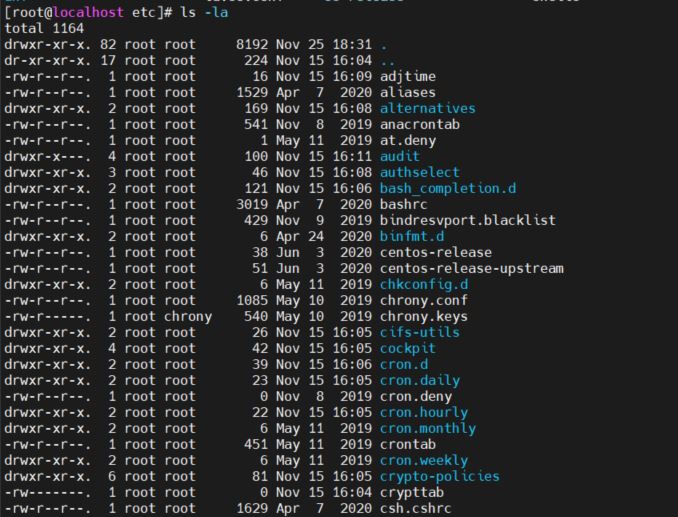 [root@localhost etc]# ls -la
total 1164
drwxr-xr-x. 82 root root 8192 Nov 25 18:31 .
dr-xr-xr-x. 17 root root 224 Nov 15 16:04 ..
-rw-r--r--. 1 root root 16 Nov 15 16:09 adjtime
-rw-r--r--. 1 root root 1529 Apr 7 2020 aliases
drwxr-xr-x. 2 root root 169 Nov 15 16:08 alternatives
-rw-r--r--. 1 root root 541 Nov 8 2019 anacrontab
-rw-r--r--. 1 root root 1 May 11 2019 at.deny
drwxr-x---. 4 root root 100 Nov 15 16:11 audit
drwxr-xr-x. 3 root root 46 Nov 15 16:08 authselect
drwxr-xr-x. 2 root root 121 Nov 15 16:06 bash_completion.d
-rw-r--r--. 1 root root 3019 Apr 7 2020 bashrc
-rw-r--r--. 1 root root 429 Nov 9 2019 bindresvport.blacklist
drwxr-xr-x. 2 root root 6 Apr 24 2020 binfmt.d
-rw-r--r--. 1 root root 38 Jun 3 2020 centos-release
-rw-r--r--. 1 root root 51 Jun 3 2020 centos-release-upstream
drwxr-xr-x. 2 root root 6 May 11 2019 chkconfig.d
-rw-r--r--. 1 root root 1085 May 10 2019 chrony.conf
-rw-r-----. 1 root chrony 540 May 10 2019 chrony.keys
drwxr-xr-x. 2 root root 26 Nov 15 16:05 cifs-utils
drwxr-xr-x. 4 root root 42 Nov 15 16:05 cockpit
drwxr-xr-x. 2 root root 39 Nov 15 16:06 cron.d
drwxr-xr-x. 2 root root 23 Nov 15 16:05 cron.daily
-rw-r--r--. 1 root root 0 Nov 8 2019 cron.deny
drwxr-xr-x. 2 root root 22 Nov 15 16:05 cron.hourly
drwxr-xr-x. 2 root root 6 May 11 2019 cron.monthly
-rw-r--r--. 1 root root 451 May 11 2019 crontab
drwxr-xr-x. 2 root root 6 May 11 2019 cron.weekly
drwxr-xr-x. 6 root root 81 Nov 15 16:05 crypto-policies
-rw-------. 1 root root 0 Nov 15 16:04 crypttab
-rw-r--r--. 1 root root 1629 Apr 7 2020 csh.cshrc